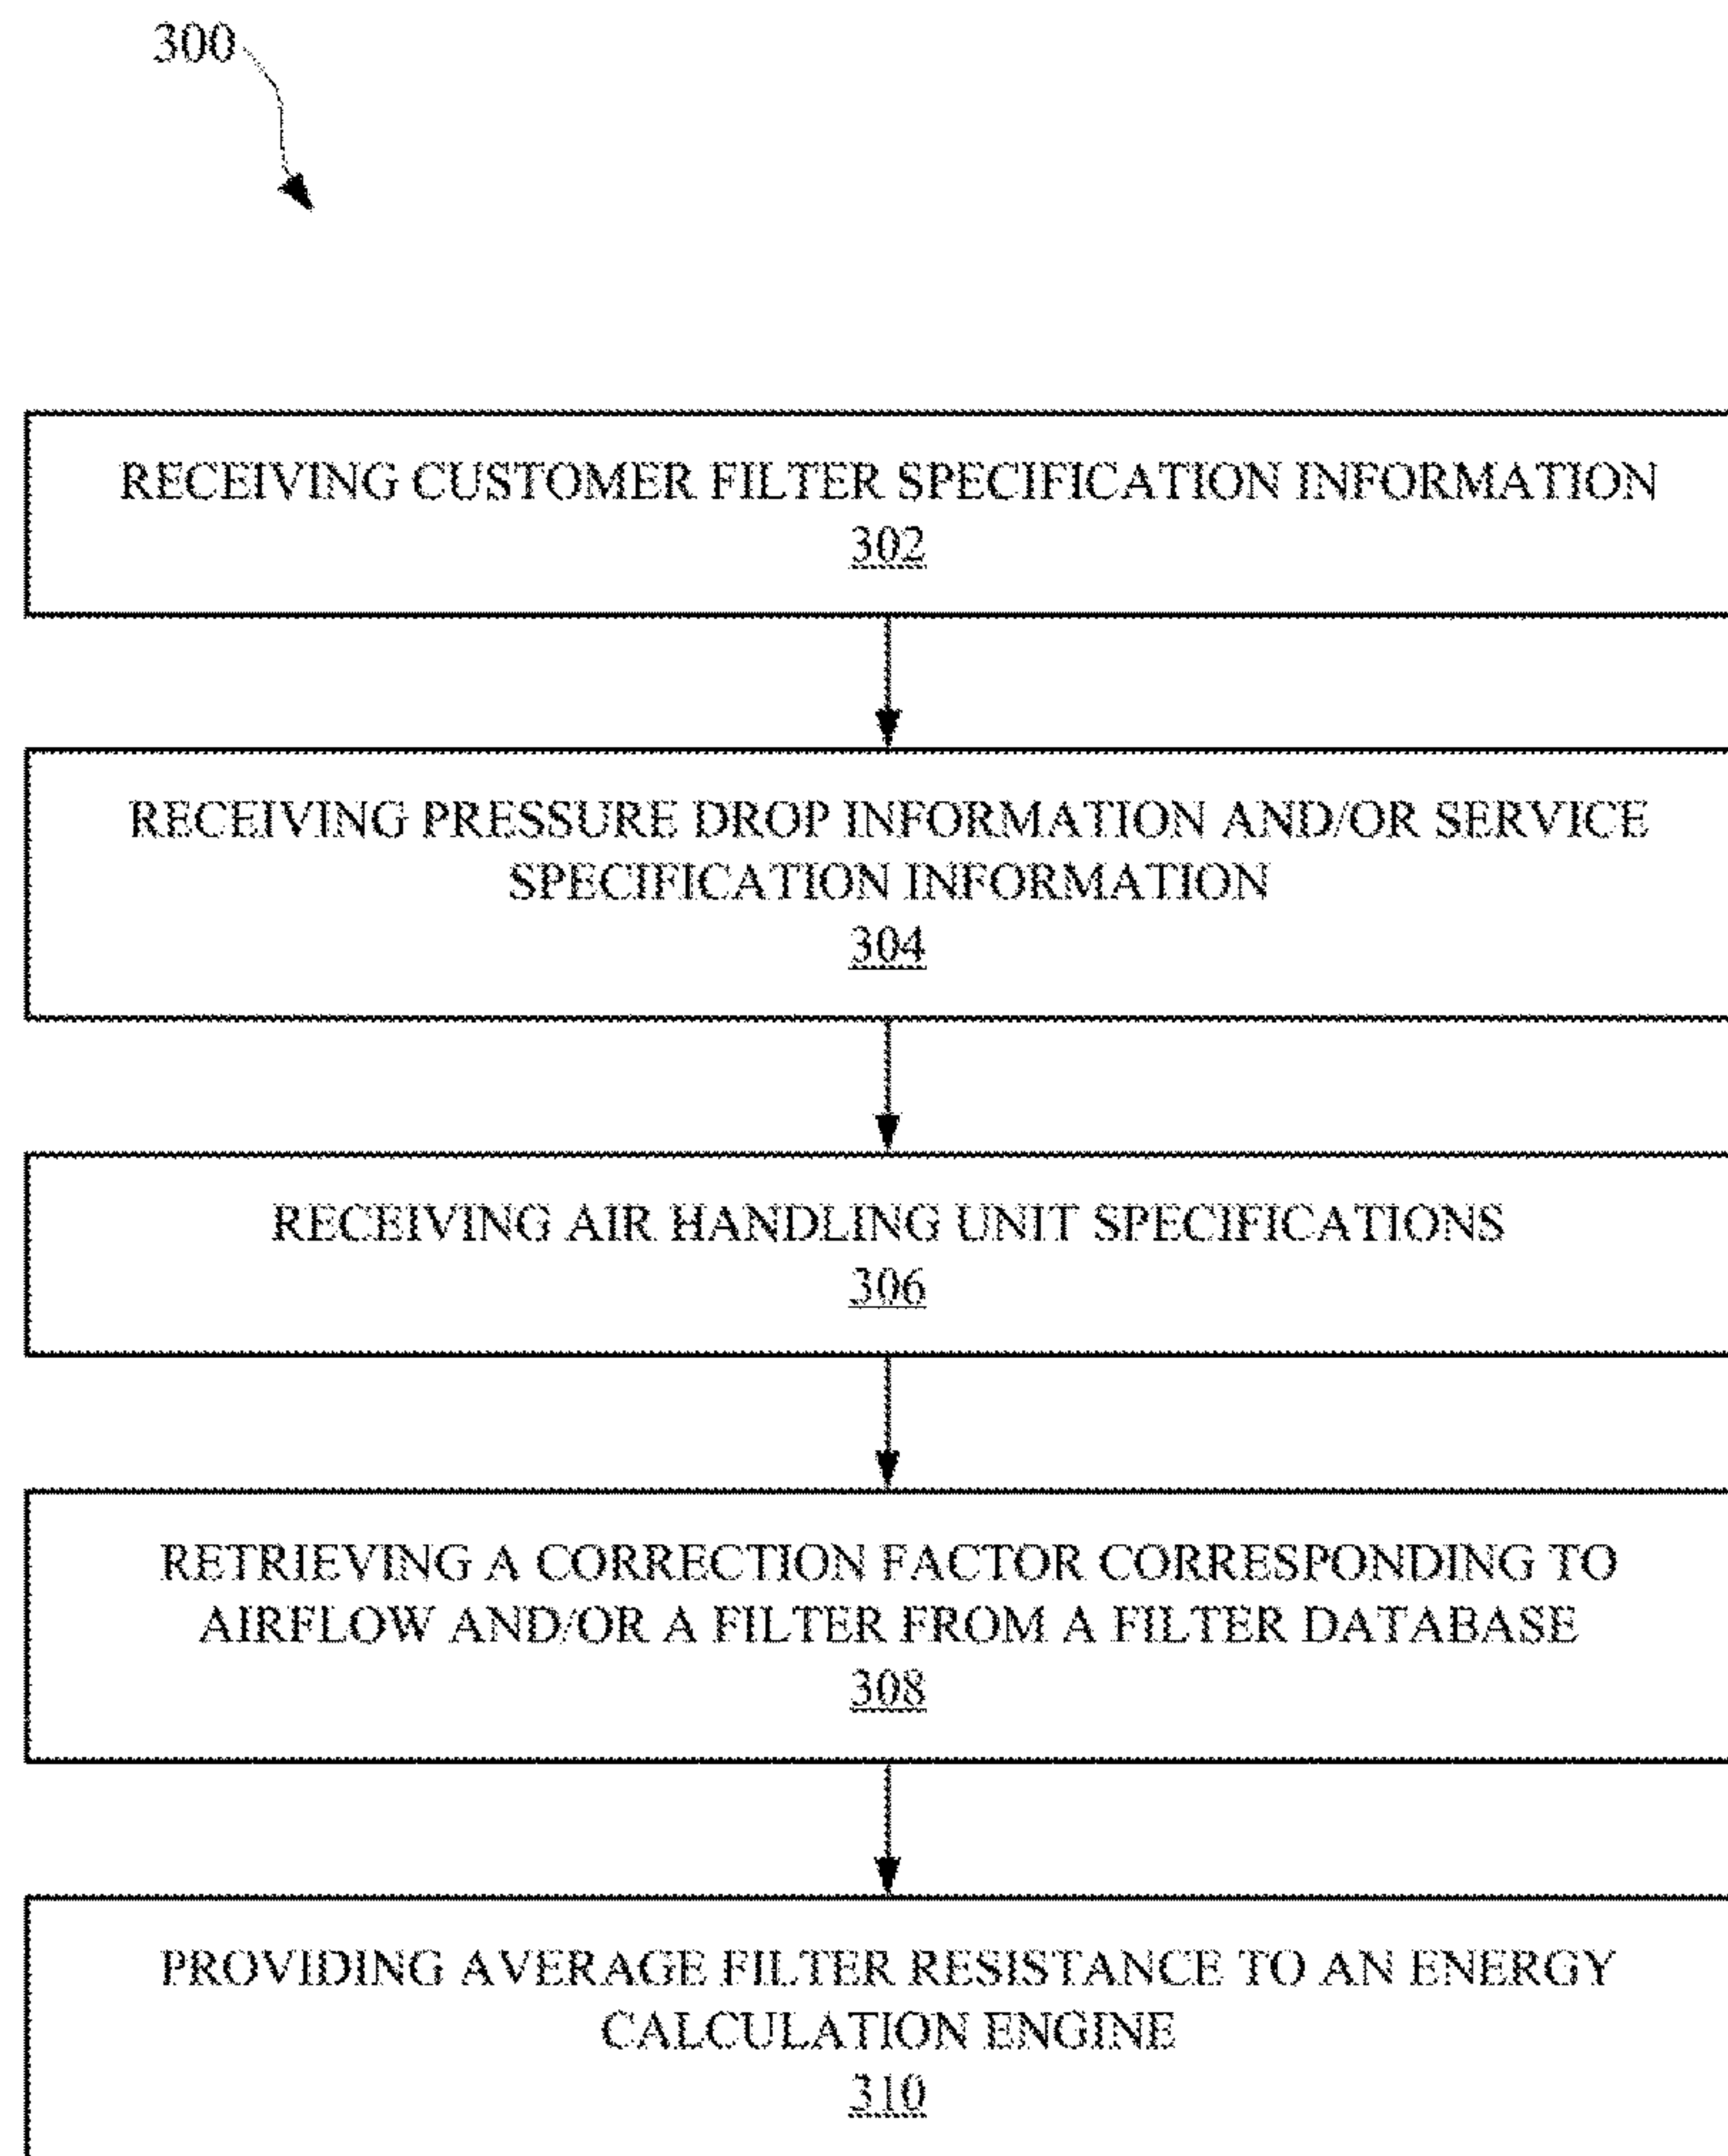 300
RECEIVING CUSTOMER FILTER SPECIFICATION INFORMATION
302
RECEIVING PRESSURE DROP INFORMATION AND/OR SERVICE
SPECIFICATION INFORMATION
304
RECEIVING AIR HANDLING UNIT SPECIFICATIONS
306
RETRIEVING A CORRECTION FACTOR CORRESPONDING TO
AIRFLOW AND/OR A FILTER FROM A FILTER DATABASE
308
PROVIDING AVERAGE FILTER RESISTANCE TO AN ENERGY
CALCULATION ENGINE
310